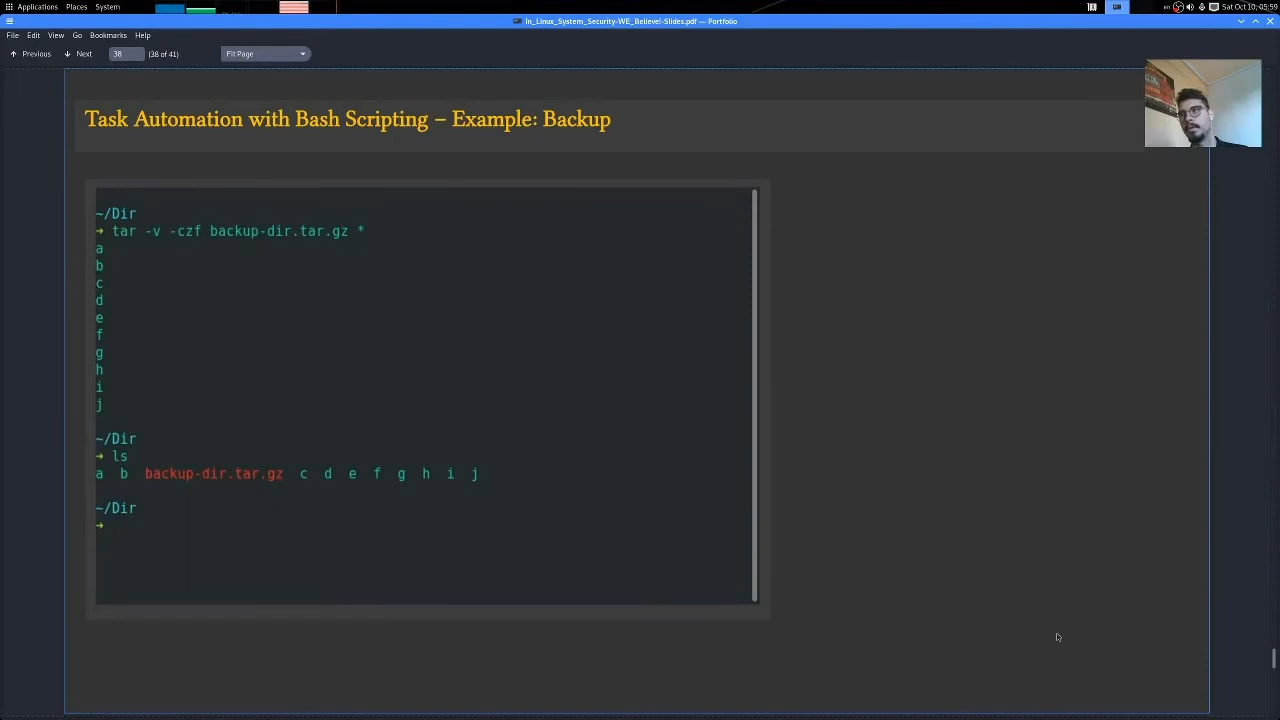 Applications Places System en Sat Oct 10, 05:59
In_Linux_System_Security-WE_Believe!-Slides.pdf — Portfolio
File Edit View Go Bookmarks Help
Previous Next 38 (38 of 41) Fit Page
Task Automation with Bash Scripting – Example: Backup
~/Dir
➜ tar -v -czf backup-dir.tar.gz *
a
b
c
d
e
f
g
h
i
j
~/Dir
➜ ls
a b backup-dir.tar.gz c d e f g h i j
~/Dir
➜